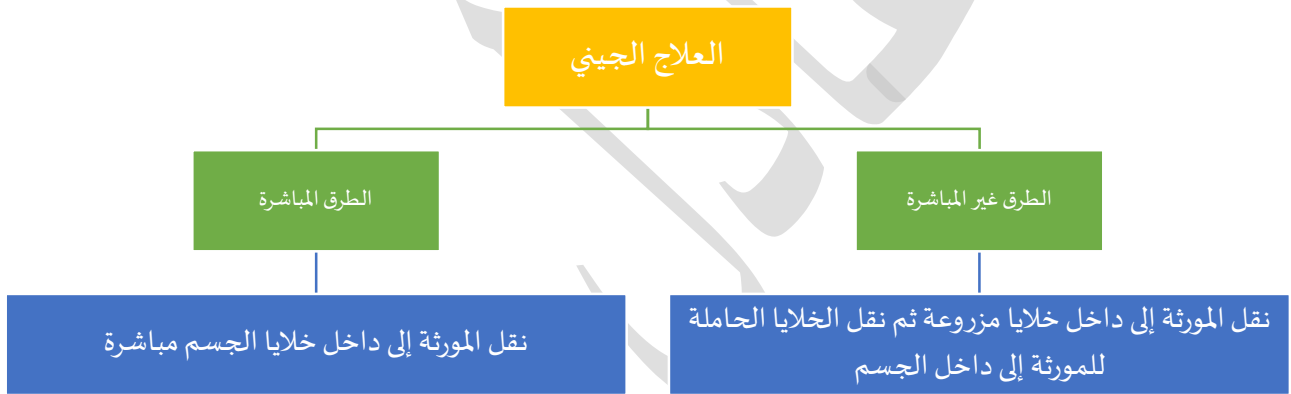 العلاج الجيني
الطرق غير المباشرة
الطرق المباشرة
نقل المورثة إلى داخل خلايا مزروعة ثم نقل الخلايا الحاملة
للمورثة إلى داخل الجسم
نقل المورثة إلى داخل خلايا الجسم مباشرة